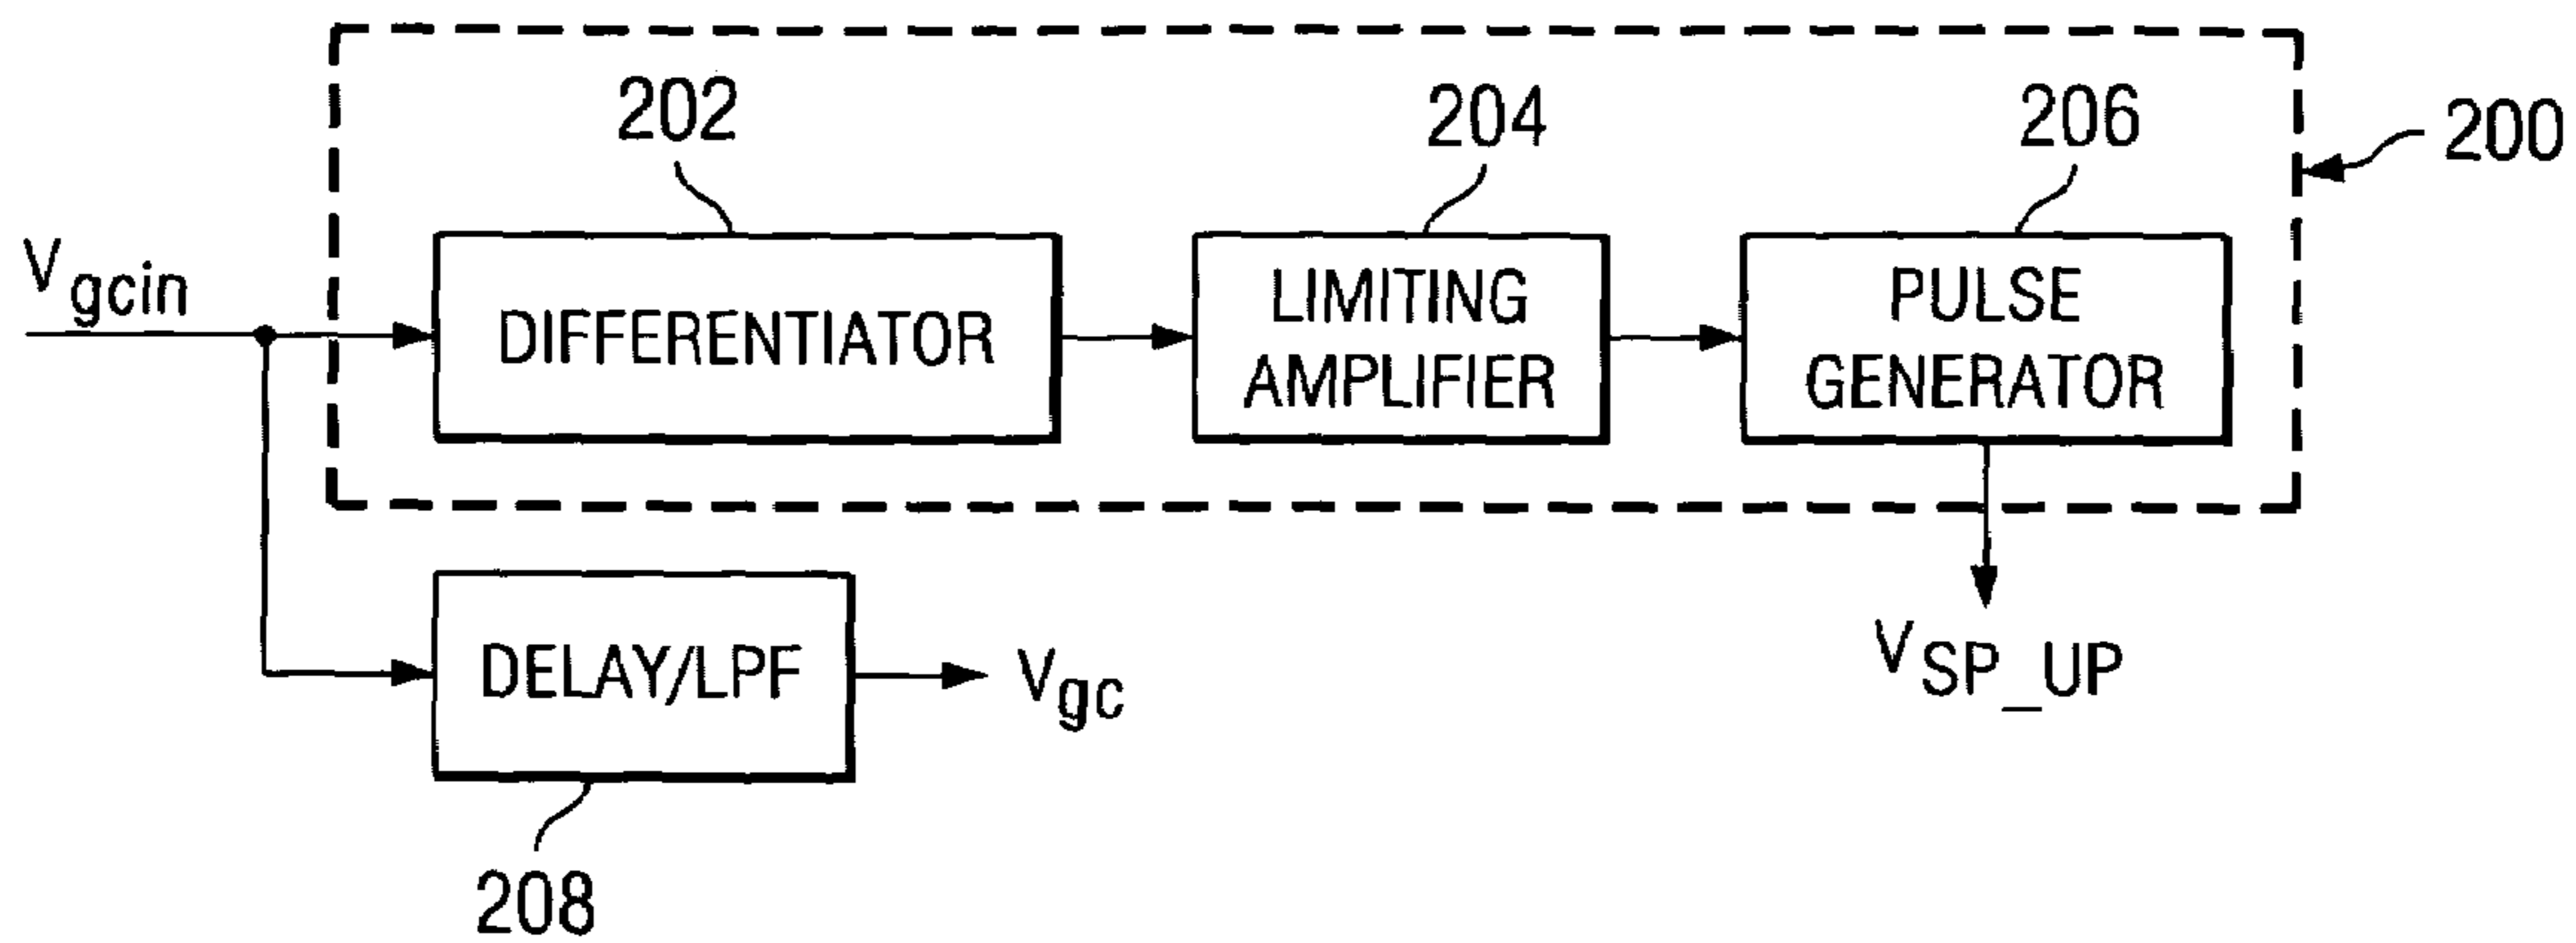 202
204
206
200
Vgcin
DIFFERENTIATOR
LIMITING
AMPLIFIER
PULSE
GENERATOR
DELAY/LPF
Vgc
VSP_UP
208